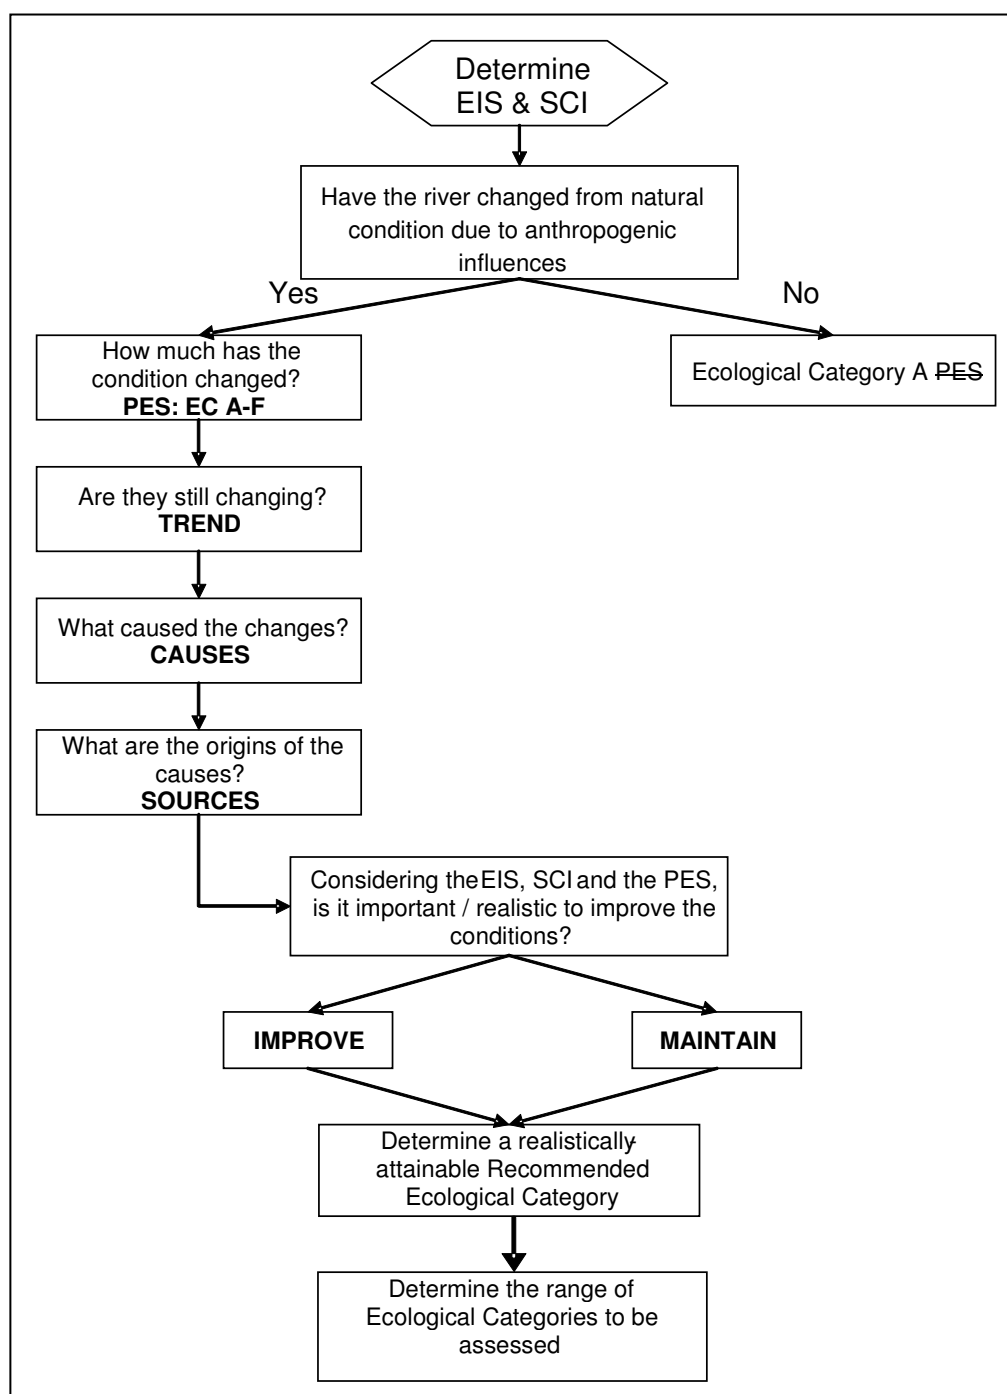 Determine
EIS & SCI
Have the river changed from natural
condition due to anthropogenic
influences
Yes
No
How much has the
condition changed?
PES: EC A-F
Ecological Category A PES
Are they still changing?
TREND
What caused the changes?
CAUSES
What are the origins of the
causes?
SOURCES
Considering the EIS, SCI and the PES,
is it important / realistic to improve the
conditions?
IMPROVE
MAINTAIN
Determine a realistically-
attainable Recommended
Ecological Category
Determine the range of
Ecological Categories to be
assessed